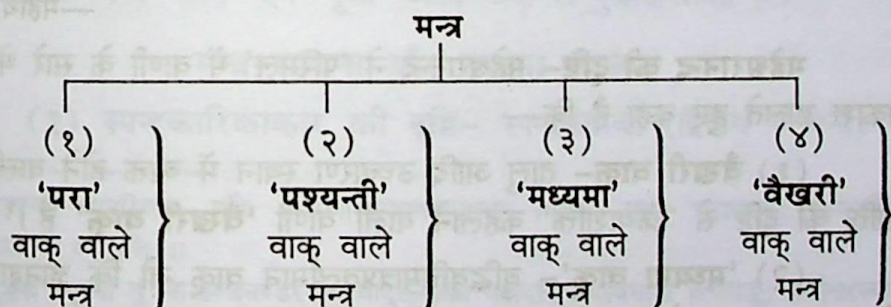 मन्त्र
(१) (२) (३) (४)
‘परा’ ‘पश्यन्ती’ ‘मध्यमा’ ‘वैखरी’
वाक् वाले वाक् वाले वाक् वाले वाक् वाले
मन्त्र मन्त्र मन्त्र मन्त्र